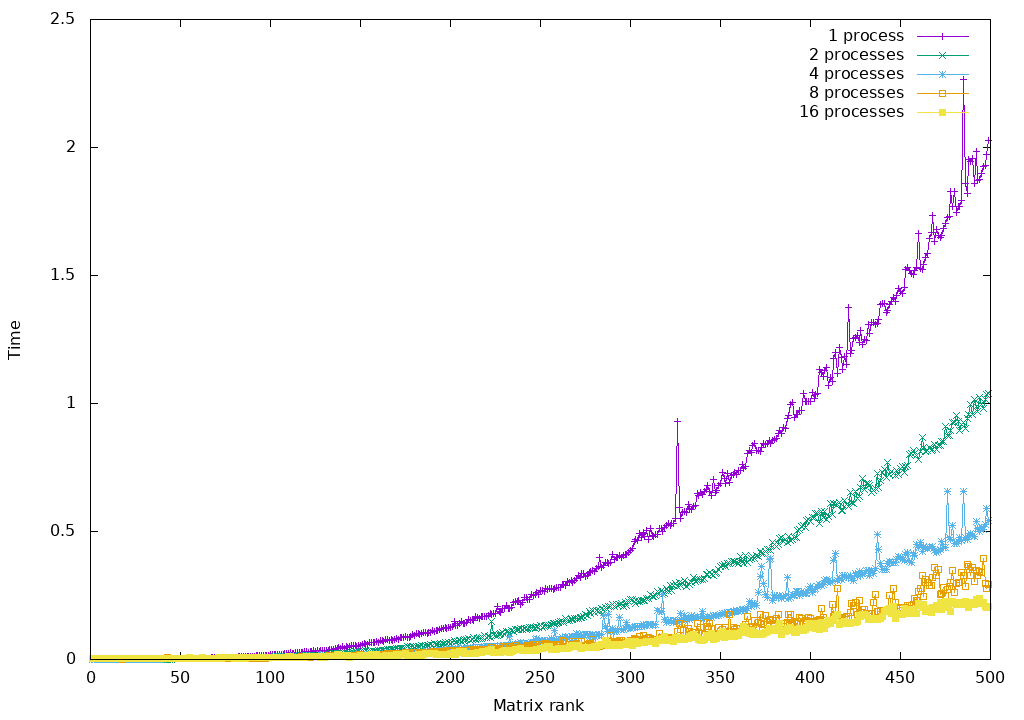 2.5
2
1.5
1
0.5
0
0 50 100 150 200 250 300 350 400 450 500
Time
Matrix rank
1 process
2 processes
4 processes
8 processes
16 processes